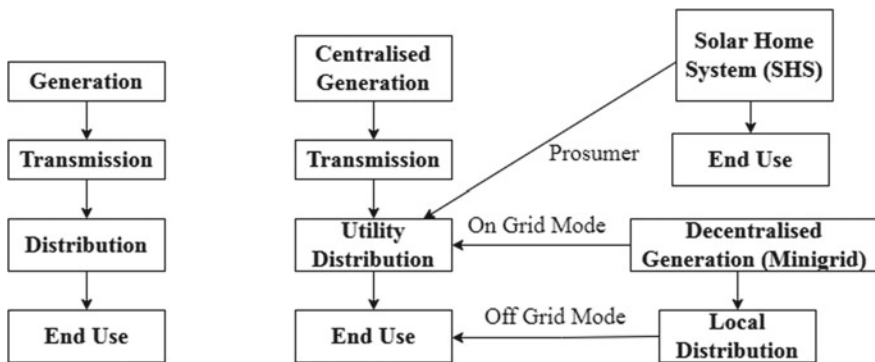 Generation
Transmission
Distribution
End Use
Centralised
Generation
Transmission
Utility
Distribution
End Use
Prosumer
On Grid Mode
Off Grid Mode
Solar Home
System (SHS)
End Use
Decentralised
Generation (Minigrid)
Local
Distribution